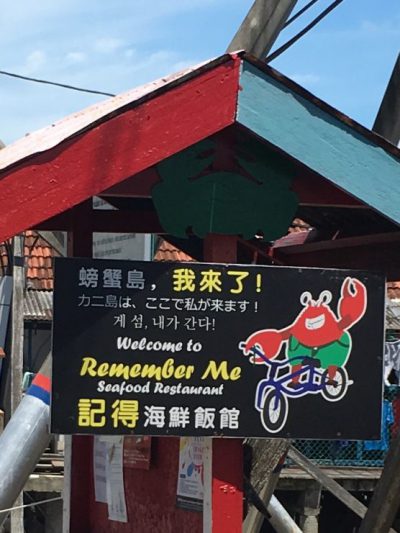 螃蟹島，我來了！
カニ島は、ここで私が来ます！
게 섬, 내가 간다!
Welcome to
Remember Me
Seafood Restaurant
記得海鮮飯館